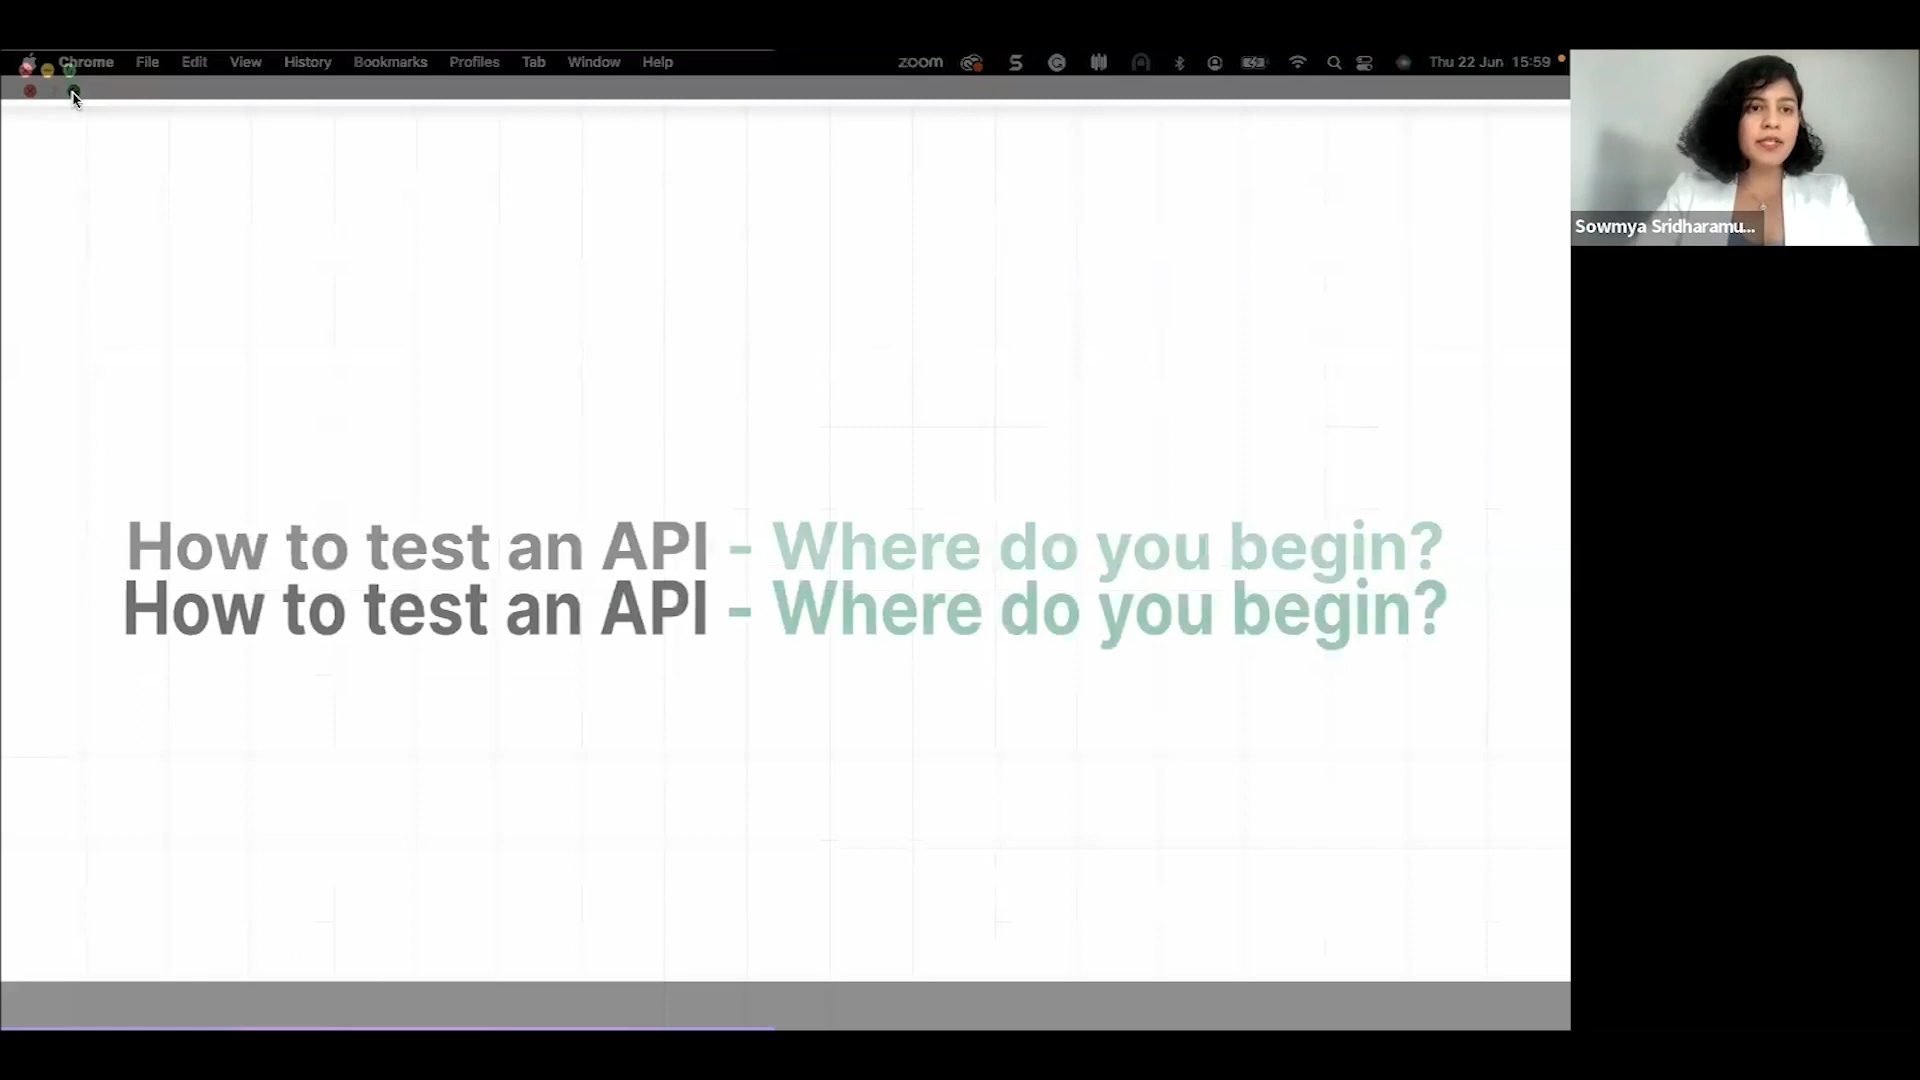 Chrome File Edit View History Bookmarks Profiles Tab Window Help zoom Thu 22 Jun 15:59
Sowmya Sridharamu...
How to test an API - Where do you begin?
How to test an API - Where do you begin?